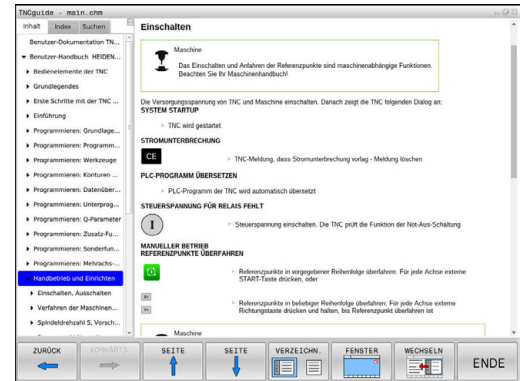 TNCguide - main.chm
Inhalt Index Suchen
Benutzer-Dokumentation TN...
Benutzer-Handbuch HEIDEN...
Bedienelemente der TNC
Grundlegendes
Erste Schritte mit der TNC ...
Einführung
Programmieren: Grundlage...
Programmieren: Programm...
Programmieren: Werkzeuge
Programmieren: Konturen ...
Programmieren: Datenüber...
Programmieren: Unterprog...
Programmieren: Q-Parameter
Programmieren: Zusatz-Fu...
Programmieren: Sonderfun...
Programmieren: Mehrachs-...
Handbetrieb und Einrichten
Einschalten, Ausschalten
Verfahren der Maschinen...
Spindeldrehzahl S, Vorsch...
Einschalten
Maschine
Das Einschalten und Anfahren der Referenzpunkte sind maschinenabhängige Funktionen.
Beachten Sie Ihr Maschinenhandbuch!
Die Versorgungsspannung von TNC und Maschine einschalten. Danach zeigt die TNC folgenden Dialog an:
SYSTEM STARTUP
TNC wird gestartet
STROMUNTERBRECHUNG
CE
TNC-Meldung, dass Stromunterbrechung vorlag - Meldung löschen
PLC-PROGRAMM ÜBERSETZEN
PLC-Programm der TNC wird automatisch übersetzt
STEUERSPANNUNG FÜR RELAIS FEHLT
I
Steuerspannung einschalten. Die TNC prüft die Funktion der Not-Aus-Schaltung
MANUELLER BETRIEB
REFERENZPUNKTE ÜBERFAHREN
Referenzpunkte in vorgegebener Reihenfolge überfahren: Für jede Achse externe
START-Taste drücken, oder
X+
Y+
Referenzpunkte in beliebiger Reihenfolge überfahren: Für jede Achse externe
Richtungstaste drücken und halten, bis Referenzpunkt überfahren ist
Maschine
ZURÜCK
VORWÄRTS
SEITE
SEITE
VERZEICHN.
FENSTER
WECHSELN
ENDE